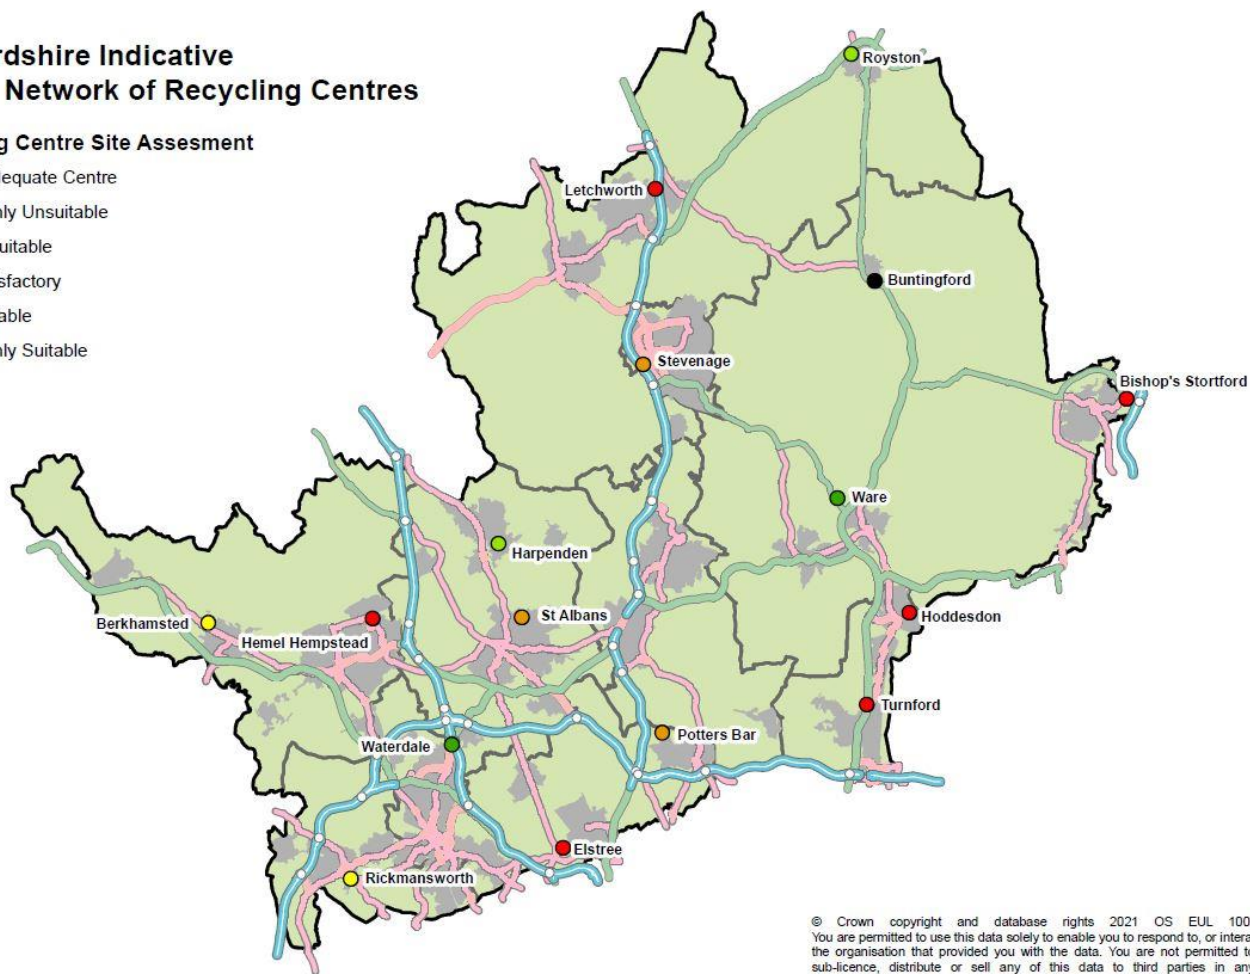 rdshire Indicative
Network of Recycling Centres
g Centre Site Assesment
equate Centre
ly Unsuitable
uitable
sfactory
able
ly Suitable
Royston
Letchworth
Buntingford
Stevenage
Bishop's Stortford
Ware
Harpenden
Berkhamsted
St Albans
Hoddesdon
Hemel Hempstead
Turnford
Potters Bar
Waterdale
Elstree
Rickmansworth
© Crown copyright and database rights 2021 OS EUL 100
You are permitted to use this data solely to enable you to respond to, or intera
the organisation that provided you with the data. You are not permitted to
sub-licence, distribute or sell any of this data to third parties in any